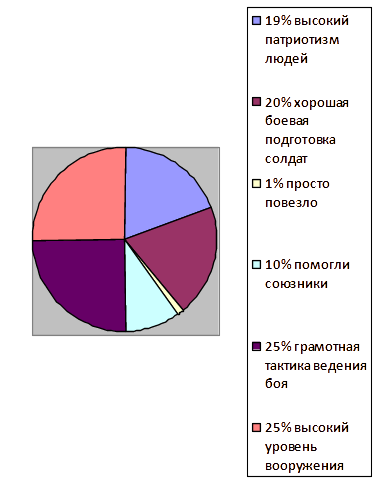 19% высокий
патриотизм
людей
20% хорошая
боевая
подготовка
солдат
1% просто
повезло
10% помогли
союзники
25% грамотная
тактика ведения
боя
25% высокий
уровень
вооружения